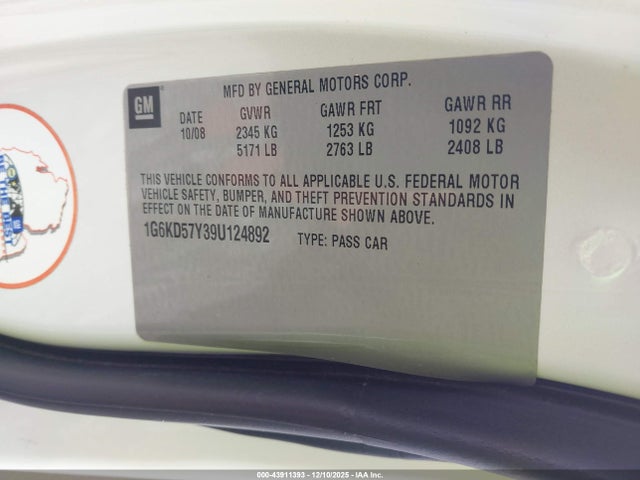 GM
MFD BY GENERAL MOTORS CORP.
DATE GVWR GAWR FRT GAWR RR
10/08 2345 KG 1253 KG 1092 KG
5171 LB 2763 LB 2408 LB
THIS VEHICLE CONFORMS TO ALL APPLICABLE U.S. FEDERAL MOTOR
VEHICLE SAFETY, BUMPER, AND THEFT PREVENTION STANDARDS IN
EFFECT ON THE DATE OF MANUFACTURE SHOWN ABOVE.
1G6KD57Y39U124892 TYPE: PASS CAR
000-43911393 - 12/10/2025 - IAA Inc.